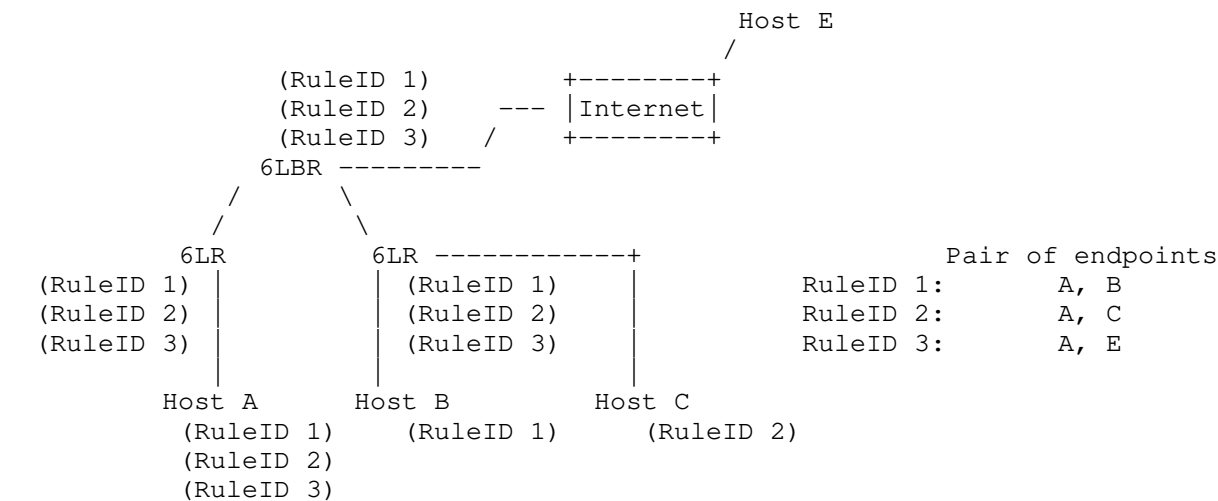 Host E
(RuleID 1)
(RuleID 2) Internet
(RuleID 3)
6LBR
6LR 6LR Pair of endpoints
(RuleID 1) (RuleID 1) RuleID 1: A, B
(RuleID 2) (RuleID 2) RuleID 2: A, C
(RuleID 3) (RuleID 3) RuleID 3: A, E
Host A Host B Host C
(RuleID 1) (RuleID 1) (RuleID 2)
(RuleID 2)
(RuleID 3)